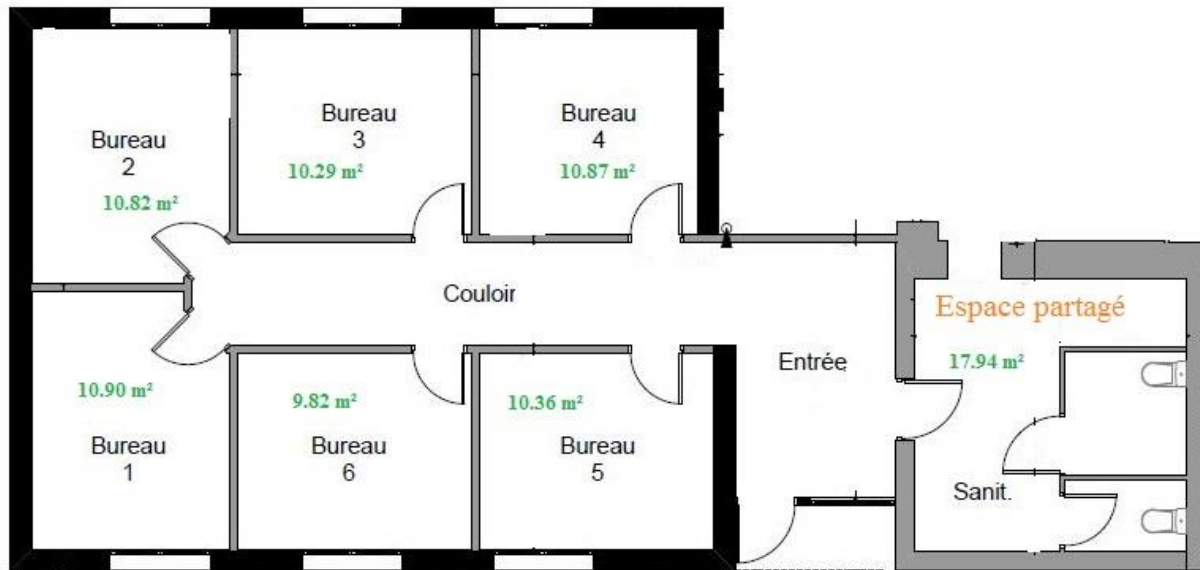 Bureau
2
10.82 m²
Bureau
3
10.29 m²
Bureau
4
10.87 m²
Couloir
Entrée
Espace partagé
17.94 m²
Sanit.
10.90 m²
Bureau
1
9.82 m²
Bureau
6
10.36 m²
Bureau
5